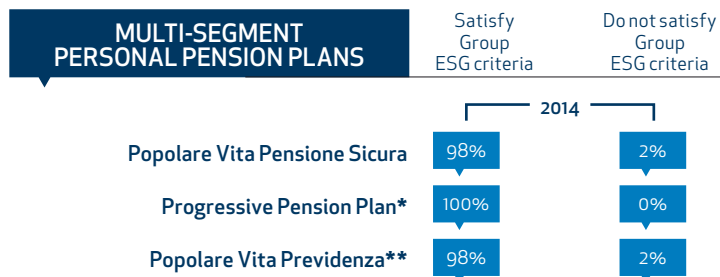 MULTI-SEGMENT
PERSONAL PENSION PLANS
Satisfy
Group
ESG criteria
Do not satisfy
Group
ESG criteria
2014
Popolare Vita Pensione Sicura 98% 2%
Progressive Pension Plan* 100% 0%
Popolare Vita Previdenza** 98% 2%